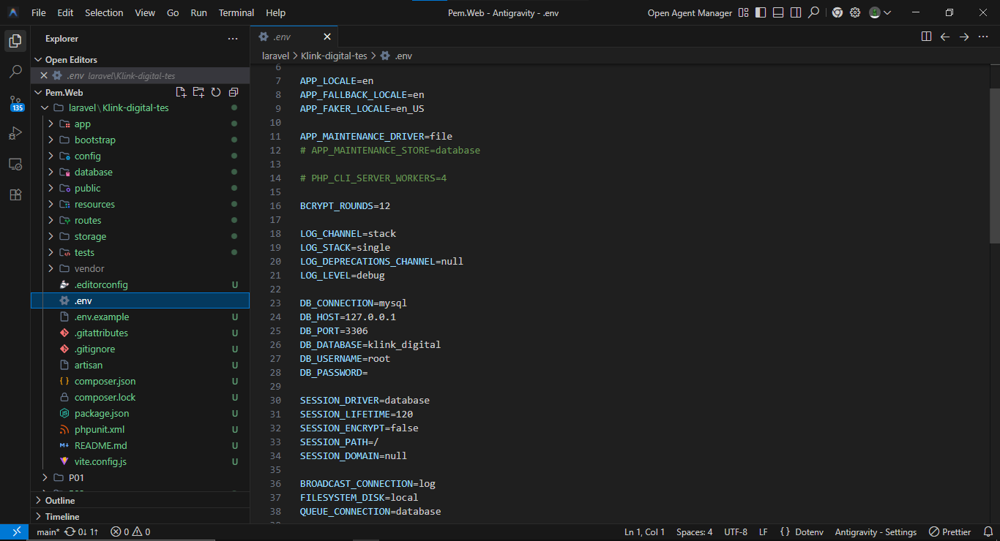 File Edit Selection View Go Run Terminal Help
Pem.Web - Antigravity - .env
Open Agent Manager
Explorer
Open Editors
.env laravel\Klink-digital-tes
Pem.Web
laravel \ Klink-digital-tes
app
bootstrap
config
database
public
resources
routes
storage
tests
vendor
.editorconfig U
.env
.env.example U
.gitattributes U
.gitignore U
artisan U
composer.json U
composer.lock U
package.json U
phpunit.xml U
README.md U
vite.config.js U
P01
Outline
Timeline
135
.env
laravel > Klink-digital-tes > .env
6
7 APP_LOCALE=en
8 APP_FALLBACK_LOCALE=en
9 APP_FAKER_LOCALE=en_US
10
11 APP_MAINTENANCE_DRIVER=file
12 # APP_MAINTENANCE_STORE=database
13
14 # PHP_CLI_SERVER_WORKERS=4
15
16 BCRYPT_ROUNDS=12
17
18 LOG_CHANNEL=stack
19 LOG_STACK=single
20 LOG_DEPRECATIONS_CHANNEL=null
21 LOG_LEVEL=debug
22
23 DB_CONNECTION=mysql
24 DB_HOST=127.0.0.1
25 DB_PORT=3306
26 DB_DATABASE=klink_digital
27 DB_USERNAME=root
28 DB_PASSWORD=
29
30 SESSION_DRIVER=database
31 SESSION_LIFETIME=120
32 SESSION_ENCRYPT=false
33 SESSION_PATH=/
34 SESSION_DOMAIN=null
35
36 BROADCAST_CONNECTION=log
37 FILESYSTEM_DISK=local
38 QUEUE_CONNECTION=database
main* 0↓ 1↑ 0 0
Ln 1, Col 1 Spaces: 4 UTF-8 LF {} Dotenv Antigravity - Settings Prettier